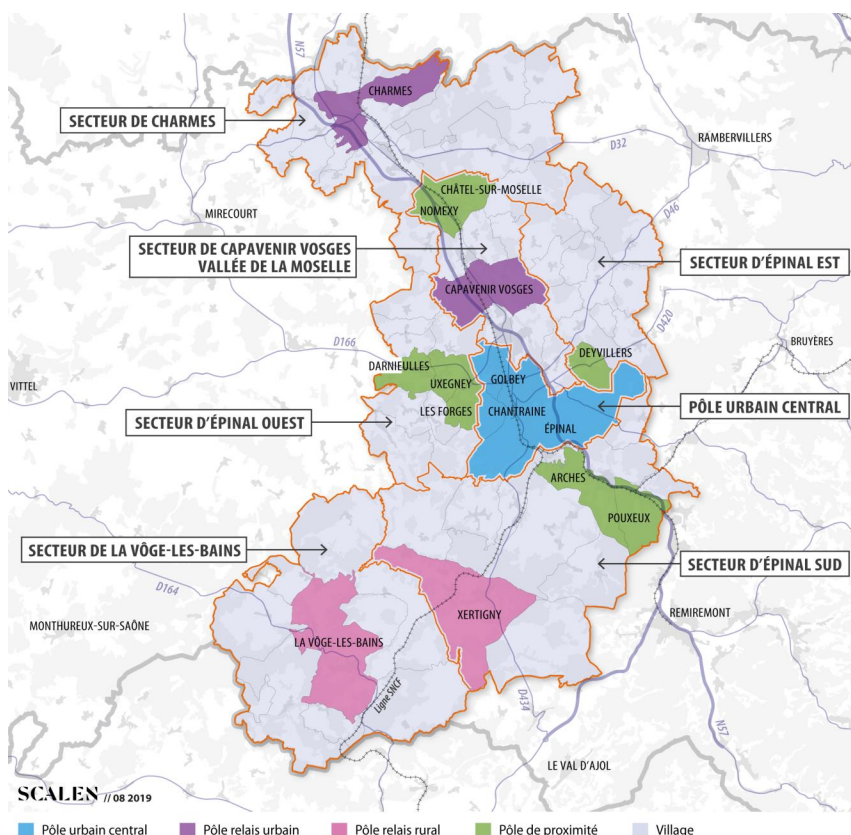 N57
CHARMES
SECTEUR DE CHARMES
D32
RAMBERVILLERS
CHÂTEL-SUR-MOSELLE
NOMEXY
MIRECOURT
D46
SECTEUR DE CAPAVENIR VOSGES
VALLÉE DE LA MOSELLE
SECTEUR D'ÉPINAL EST
CAPAVENIR VOSGES
D420
BRUYÈRES
D166
DEYVILLERS
DARNIEULLES
GOLBEY
VITTEL
UXEGNEY
LES FORGES
CHANTRAINE
PÔLE URBAIN CENTRAL
SECTEUR D'ÉPINAL OUEST
ÉPINAL
ARCHES
POUXEUX
SECTEUR DE LA VÔGE-LES-BAINS
SECTEUR D'ÉPINAL SUD
D164
XERTIGNY
REMIREMONT
MONTHUREUX-SUR-SAÔNE
LA VÔGE-LES-BAINS
Ligne SNCF
D434
N57
LE VAL D'AJOL
SCALEN // 08 2019
Pôle urbain central
Pôle relais urbain
Pôle relais rural
Pôle de proximité
Village